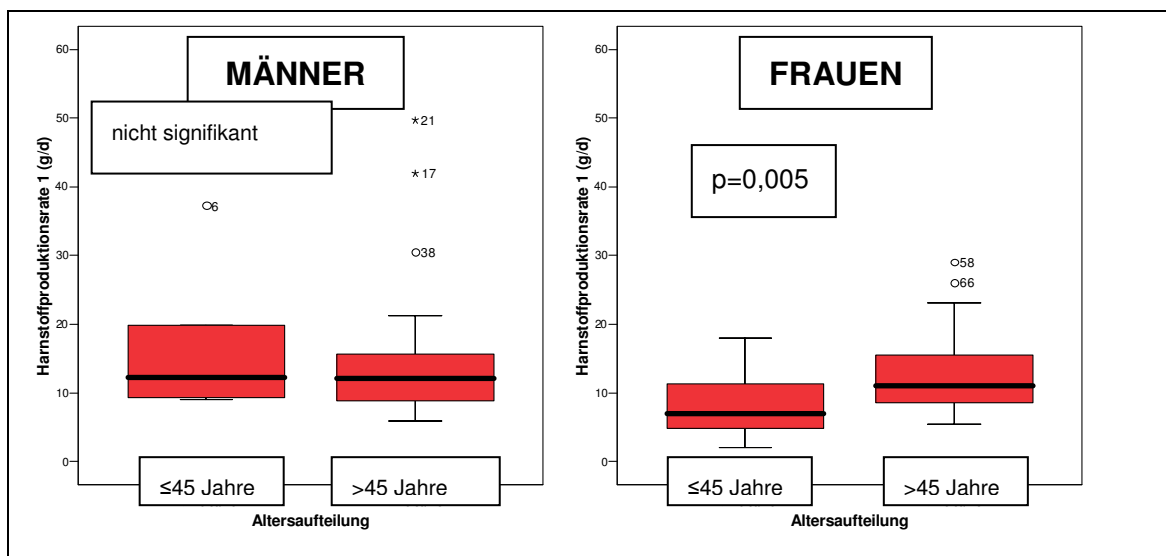 MÄNNER
nicht signifikant
Harnstoffproduktionsrate 1 (g/d)
60
50
40
30
20
10
0
*21
*17
6
38
≤45 Jahre
>45 Jahre
Altersaufteilung
FRAUEN
p=0,005
Harnstoffproduktionsrate 1 (g/d)
60
50
40
30
20
10
0
58
66
≤45 Jahre
>45 Jahre
Altersaufteilung